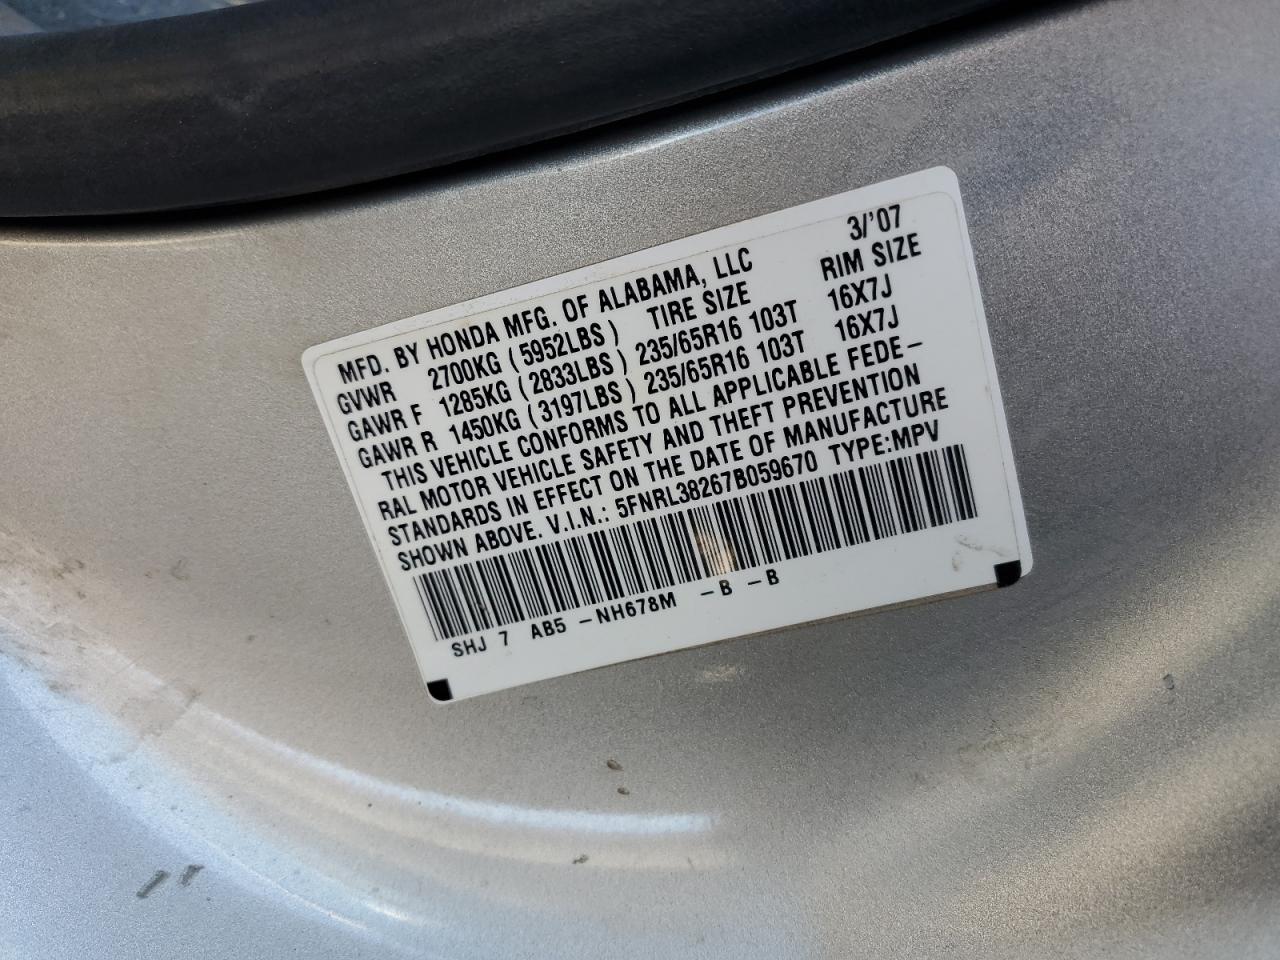 3/'07
MFD. BY HONDA MFG. OF ALABAMA, LLC
GVWR 2700KG (5952LBS) TIRE SIZE RIM SIZE
GAWR F 1285KG (2833LBS) 235/65R16 103T 16X7J
GAWR R 1450KG (3197LBS) 235/65R16 103T 16X7J
THIS VEHICLE CONFORMS TO ALL APPLICABLE FEDE-
RAL MOTOR VEHICLE SAFETY AND THEFT PREVENTION
STANDARDS IN EFFECT ON THE DATE OF MANUFACTURE
SHOWN ABOVE. V.I.N.: 5FNRL38267B059670 TYPE:MPV
SHJ 7 AB5 -NH678M -B -B